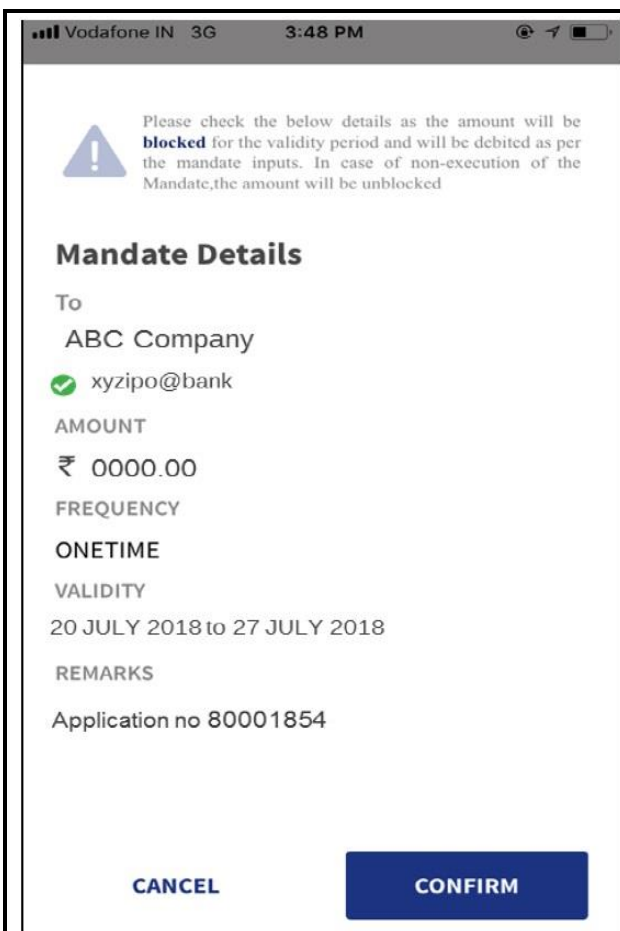 Vodafone IN 3G 3:48 PM
Please check the below details as the amount will be
blocked for the validity period and will be debited as per
the mandate inputs. In case of non-execution of the
Mandate,the amount will be unblocked
Mandate Details
To
ABC Company
xyzipo@bank
AMOUNT
₹ 0000.00
FREQUENCY
ONETIME
VALIDITY
20 JULY 2018 to 27 JULY 2018
REMARKS
Application no 80001854
CANCEL CONFIRM